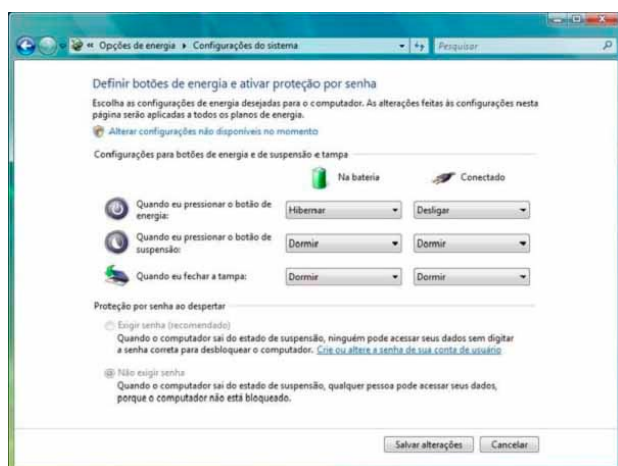 « Opções de energia ▸ Configurações do sistema
Pesquisar
Definir botões de energia e ativar proteção por senha
Escolha as configurações de energia desejadas para o computador. As alterações feitas às configurações nesta
página serão aplicadas a todos os planos de energia.
Alterar configurações não disponíveis no momento
Configurações para botões de energia e de suspensão e tampa
Na bateria
Conectado
Quando eu pressionar o botão de
energia:
Hibernar
Desligar
Quando eu pressionar o botão de
suspensão:
Dormir
Dormir
Quando eu fechar a tampa:
Dormir
Dormir
Proteção por senha ao despertar
Exigir senha (recomendado)
Quando o computador sai do estado de suspensão, ninguém pode acessar seus dados sem digitar
a senha correta para desbloquear o computador. Crie ou altere a senha de sua conta de usuário
Não exigir senha
Quando o computador sai do estado de suspensão, qualquer pessoa pode acessar seus dados,
porque o computador não está bloqueado.
Salvar alterações
Cancelar